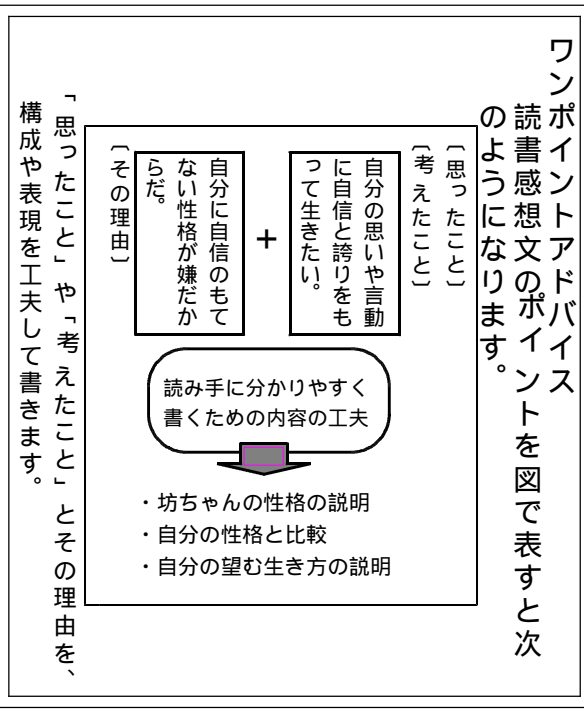 ワンポイントアドバイス
読書感想文のポイントを図で表すと次
のようになります。
〔思ったこと〕
〔考えたこと〕
自分の思いや言動
に自信と誇りをも
って生きたい。
＋
自分に自信のもて
ない性格が嫌だか
らだ。
〔その理由〕
読み手に分かりやすく
書くための内容の工夫
・坊ちゃんの性格の説明
・自分の性格と比較
・自分の望む生き方の説明
「思ったこと」や「考えたこと」とその理由を、
構成や表現を工夫して書きます。